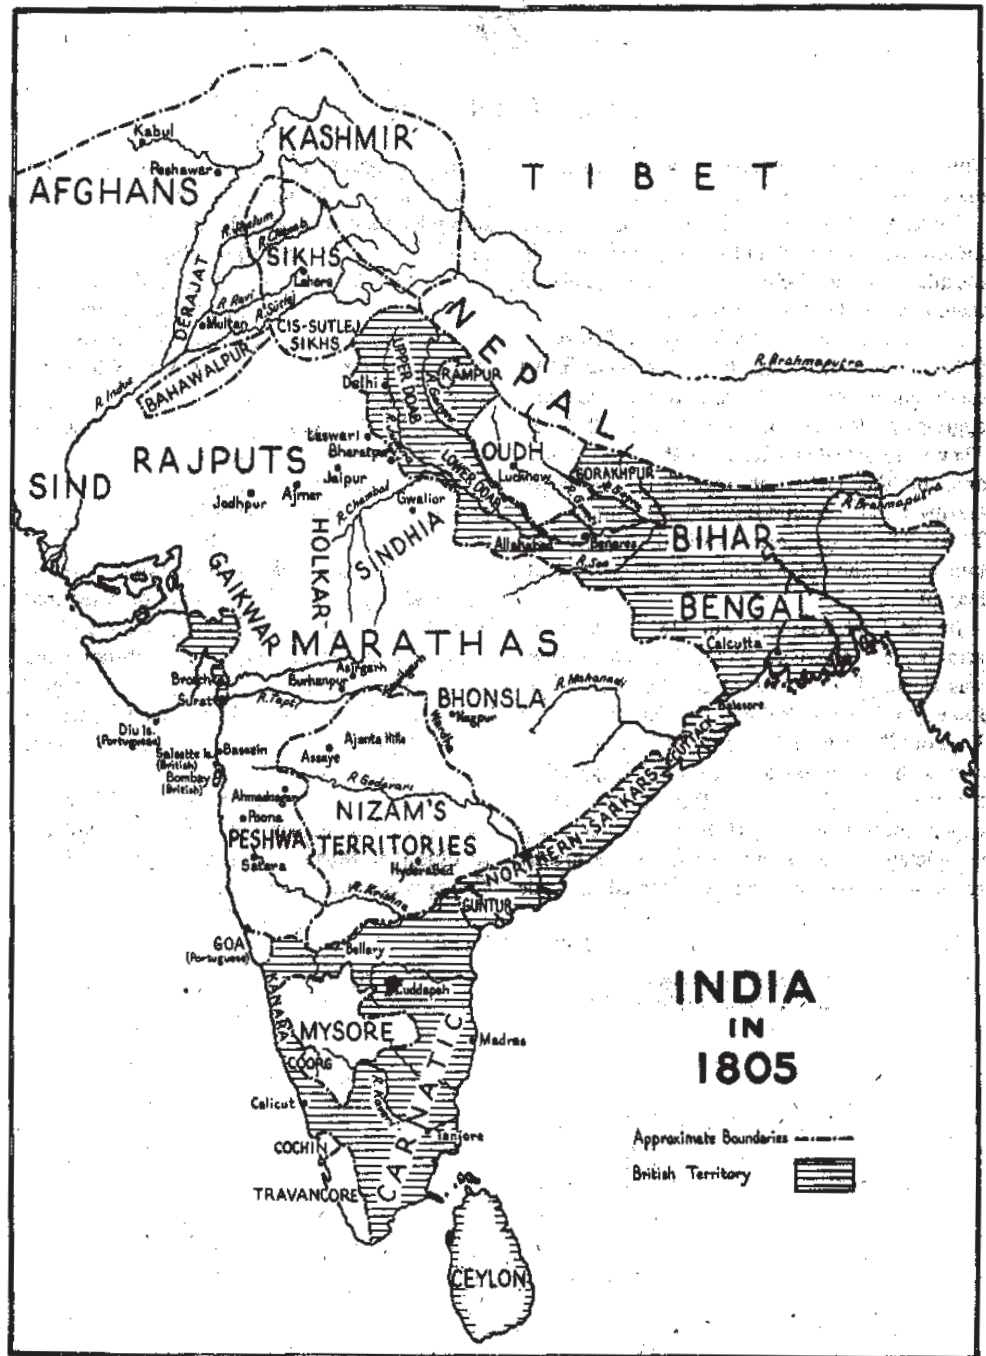 KASHMIR
Kabul
Peshawar
AFGHANS
TIBET
R. Jhelum
R. Chenab
SIKHS
Lahore
DERAJAT
R. Ravi
R. Sutlej
Multan
CIS-SUTLEJ
SIKHS
BAHAWALPUR
R. Indus
NEPAL
R. Brahmaputra
UPPER DOAB
RAMPUR
Delhi
Laswari
Bharatpur
RAJPUTS
SIND
Jaipur
Ajmer
Jodhpur
OUDH
Lucknow
GORAKHPUR
LOWER DOAB
R. Chambal
Gwalior
R. Brahmaputra
HOLKAR
SINDHIA
Allahabad
Benares
R. Son
BIHAR
GAIKWAR
BENGAL
Calcutta
MARATHAS
Broach
Burhanpur
Surat
R. Tapti
BHONSLA
Nagpur
R. Mahanadi
Wardha
Balasore
CUTTACK
Diu Is.
(Portuguese)
Salsette Is.
(British)
Bassein
Bombay
(British)
Assaye
Ajanta Hills
R. Godavari
Ahmadnagar
Poona
NIZAM'S
TERRITORIES
PESHWA
Satara
Hyderabad
NORTHERN SARKARS
R. Krishna
GUNTUR
GOA
(Portuguese)
Bellary
KANARA
Cuddapah
MYSORE
COORG
CARNATIC
Madras
Calicut
COCHIN
Tanjore
TRAVANCORE
CEYLON
INDIA
IN
1805
Approximate Boundaries
British Territory